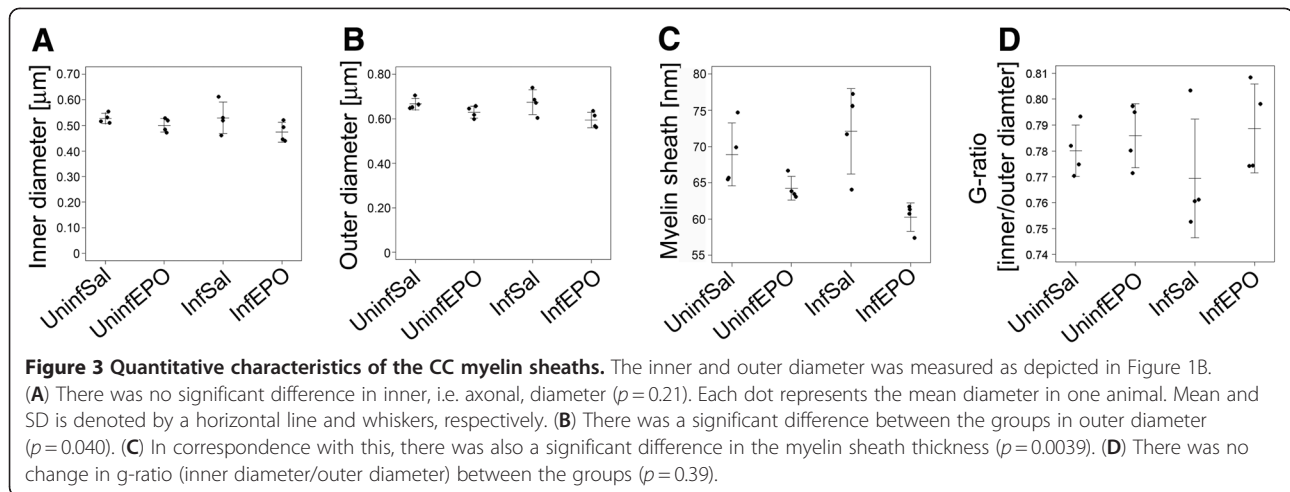 A
B
C
D
Inner diameter [µm]
0.70
0.60
0.50
0.40
0.30
0.20
0.10
0
UninfSal
UninfEPO
InfSal
InfEPO
Outer diameter [µm]
0.80
0.60
0.40
0.20
0
UninfSal
UninfEPO
InfSal
InfEPO
Myelin sheath [nm]
80
75
70
65
60
55
UninfSal
UninfEPO
InfSal
InfEPO
G-ratio
[inner/outer diamter]
0.81
0.80
0.79
0.78
0.77
0.76
0.75
0.74
UninfSal
UninfEPO
InfSal
InfEPO
Figure 3 Quantitative characteristics of the CC myelin sheaths. The inner and outer diameter was measured as depicted in Figure 1B.
(A) There was no significant difference in inner, i.e. axonal, diameter (p = 0.21). Each dot represents the mean diameter in one animal. Mean and
SD is denoted by a horizontal line and whiskers, respectively. (B) There was a significant difference between the groups in outer diameter
(p = 0.040). (C) In correspondence with this, there was also a significant difference in the myelin sheath thickness (p = 0.0039). (D) There was no
change in g-ratio (inner diameter/outer diameter) between the groups (p = 0.39).